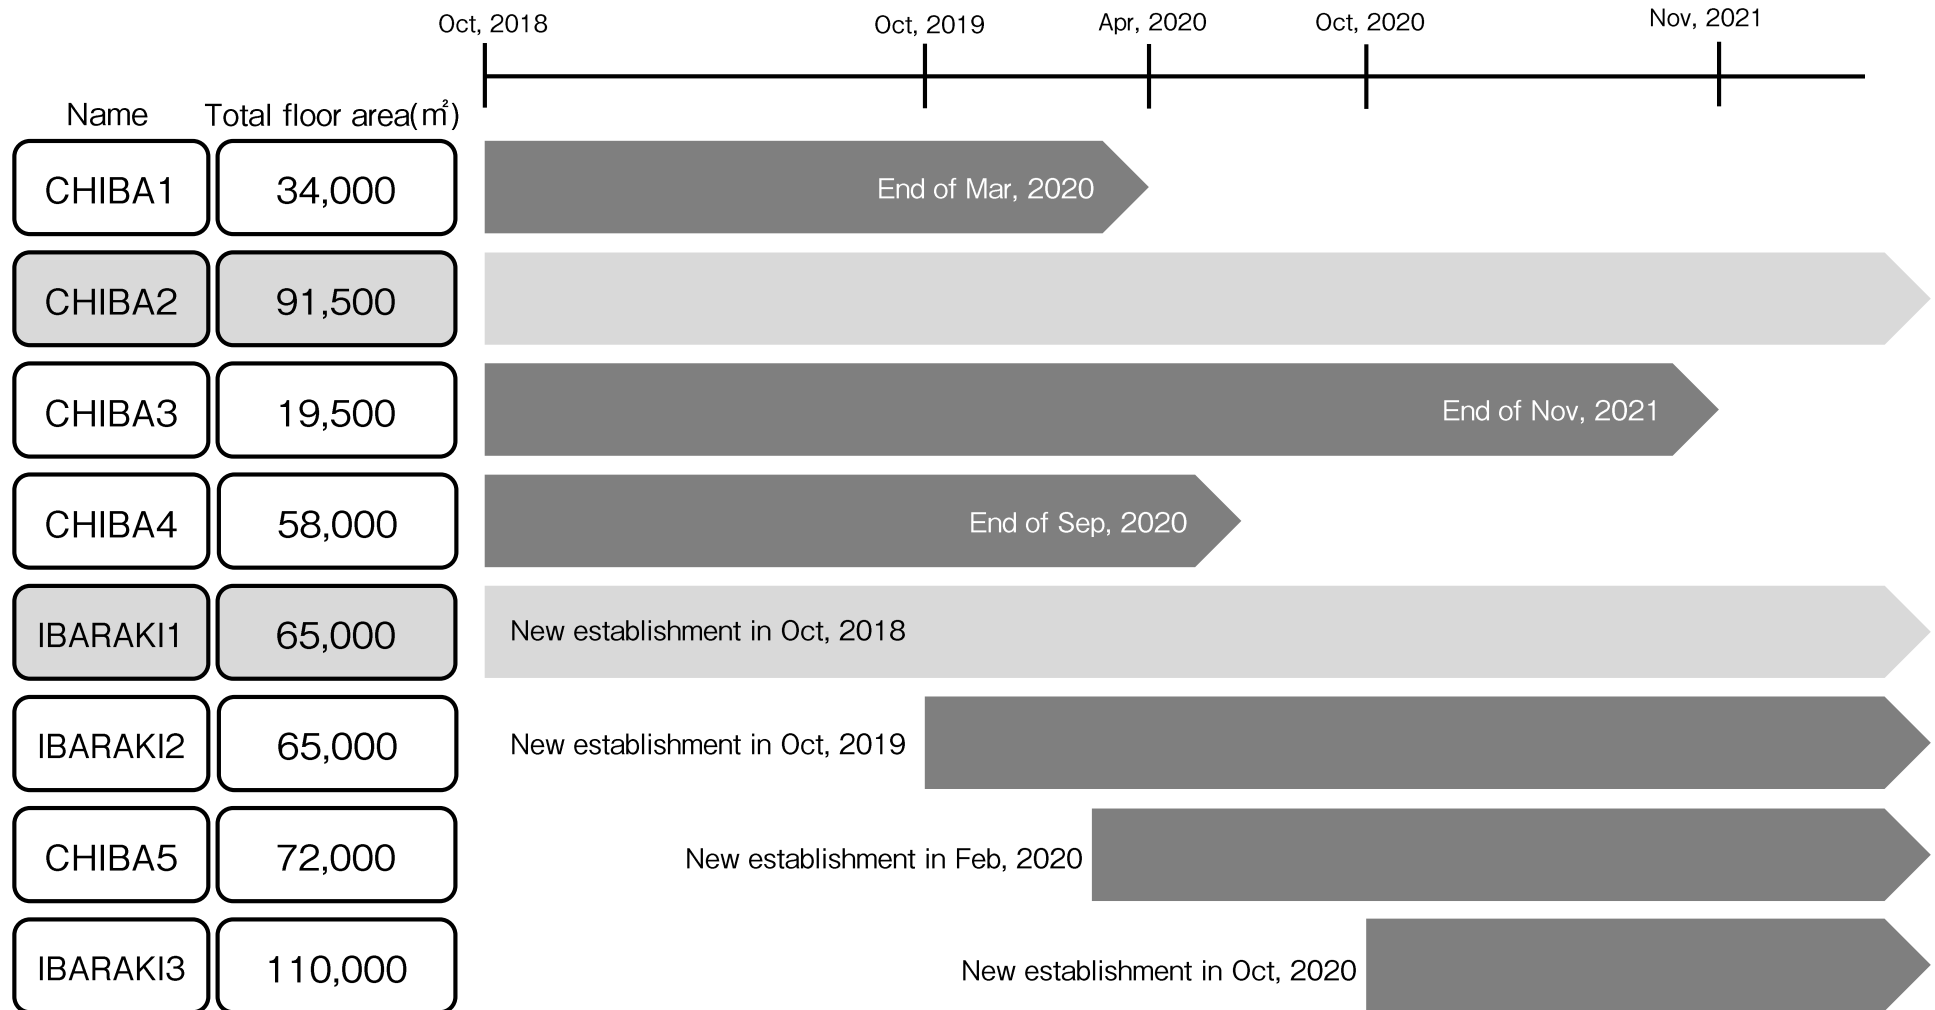 Oct, 2018 Oct, 2019 Apr, 2020 Oct, 2020 Nov, 2021
Name Total floor area(㎡)
CHIBA1 34,000 End of Mar, 2020
CHIBA2 91,500
CHIBA3 19,500 End of Nov, 2021
CHIBA4 58,000 End of Sep, 2020
IBARAKI1 65,000 New establishment in Oct, 2018
IBARAKI2 65,000 New establishment in Oct, 2019
CHIBA5 72,000 New establishment in Feb, 2020
IBARAKI3 110,000 New establishment in Oct, 2020